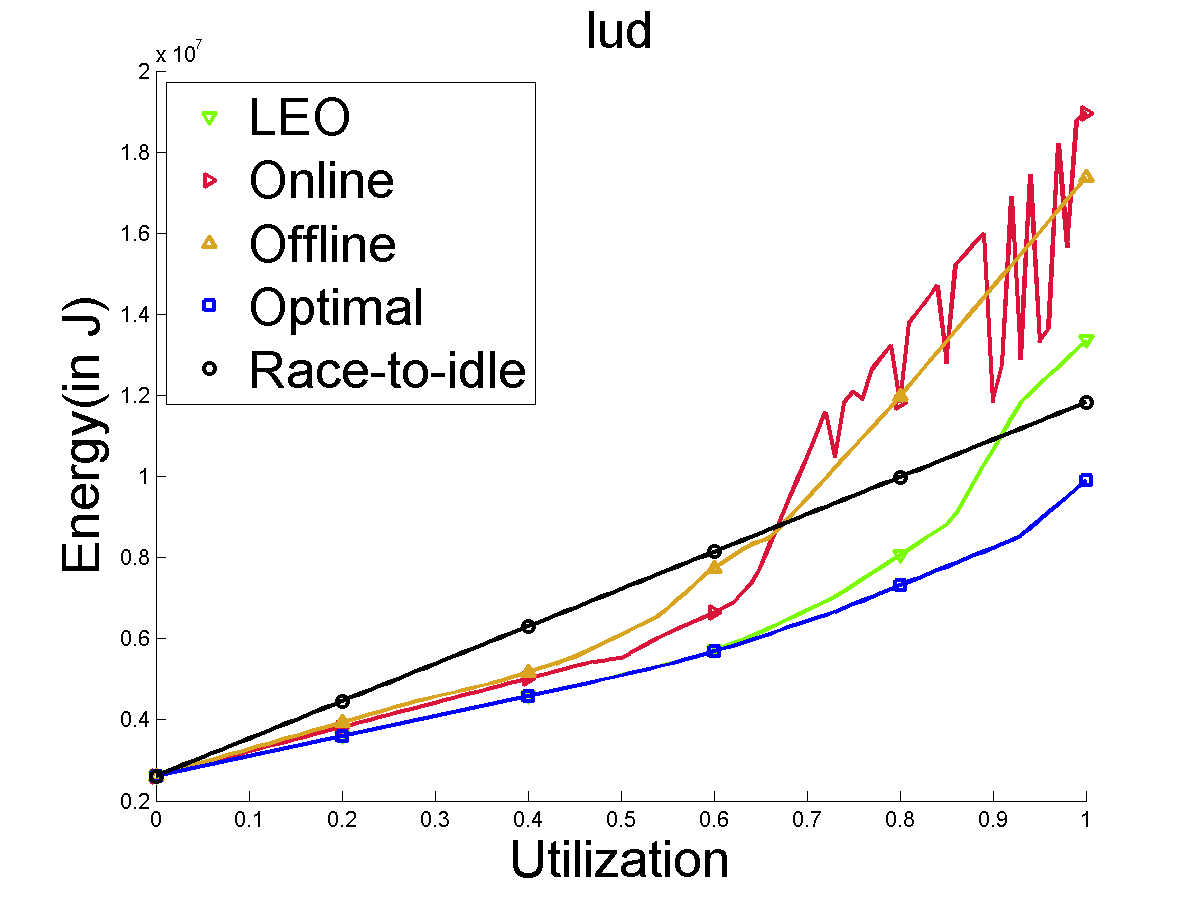 lud
x 10^7
2
1.8
1.6
1.4
1.2
1
0.8
0.6
0.4
0.2
Energy(in J)
LEO
Online
Offline
Optimal
Race-to-idle
0 0.1 0.2 0.3 0.4 0.5 0.6 0.7 0.8 0.9 1
Utilization